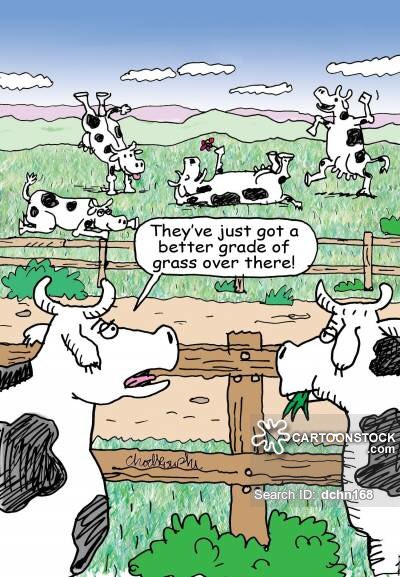 They've just got a
better grade of
grass over there!
CARTOONSTOCK
.com
Search ID: dchn168